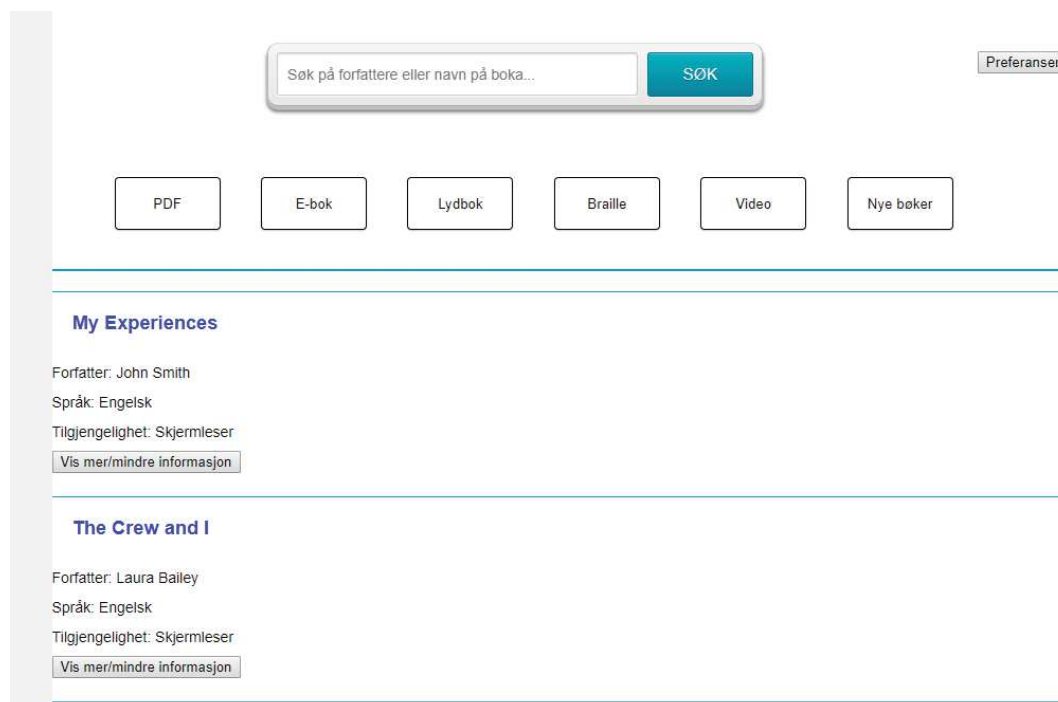 Søk på forfattere eller navn på boka...
SØK
Preferanser
PDF
E-bok
Lydbok
Braille
Video
Nye bøker
My Experiences
Forfatter: John Smith
Språk: Engelsk
Tilgjengelighet: Skjermleser
Vis mer/mindre informasjon
The Crew and I
Forfatter: Laura Bailey
Språk: Engelsk
Tilgjengelighet: Skjermleser
Vis mer/mindre informasjon